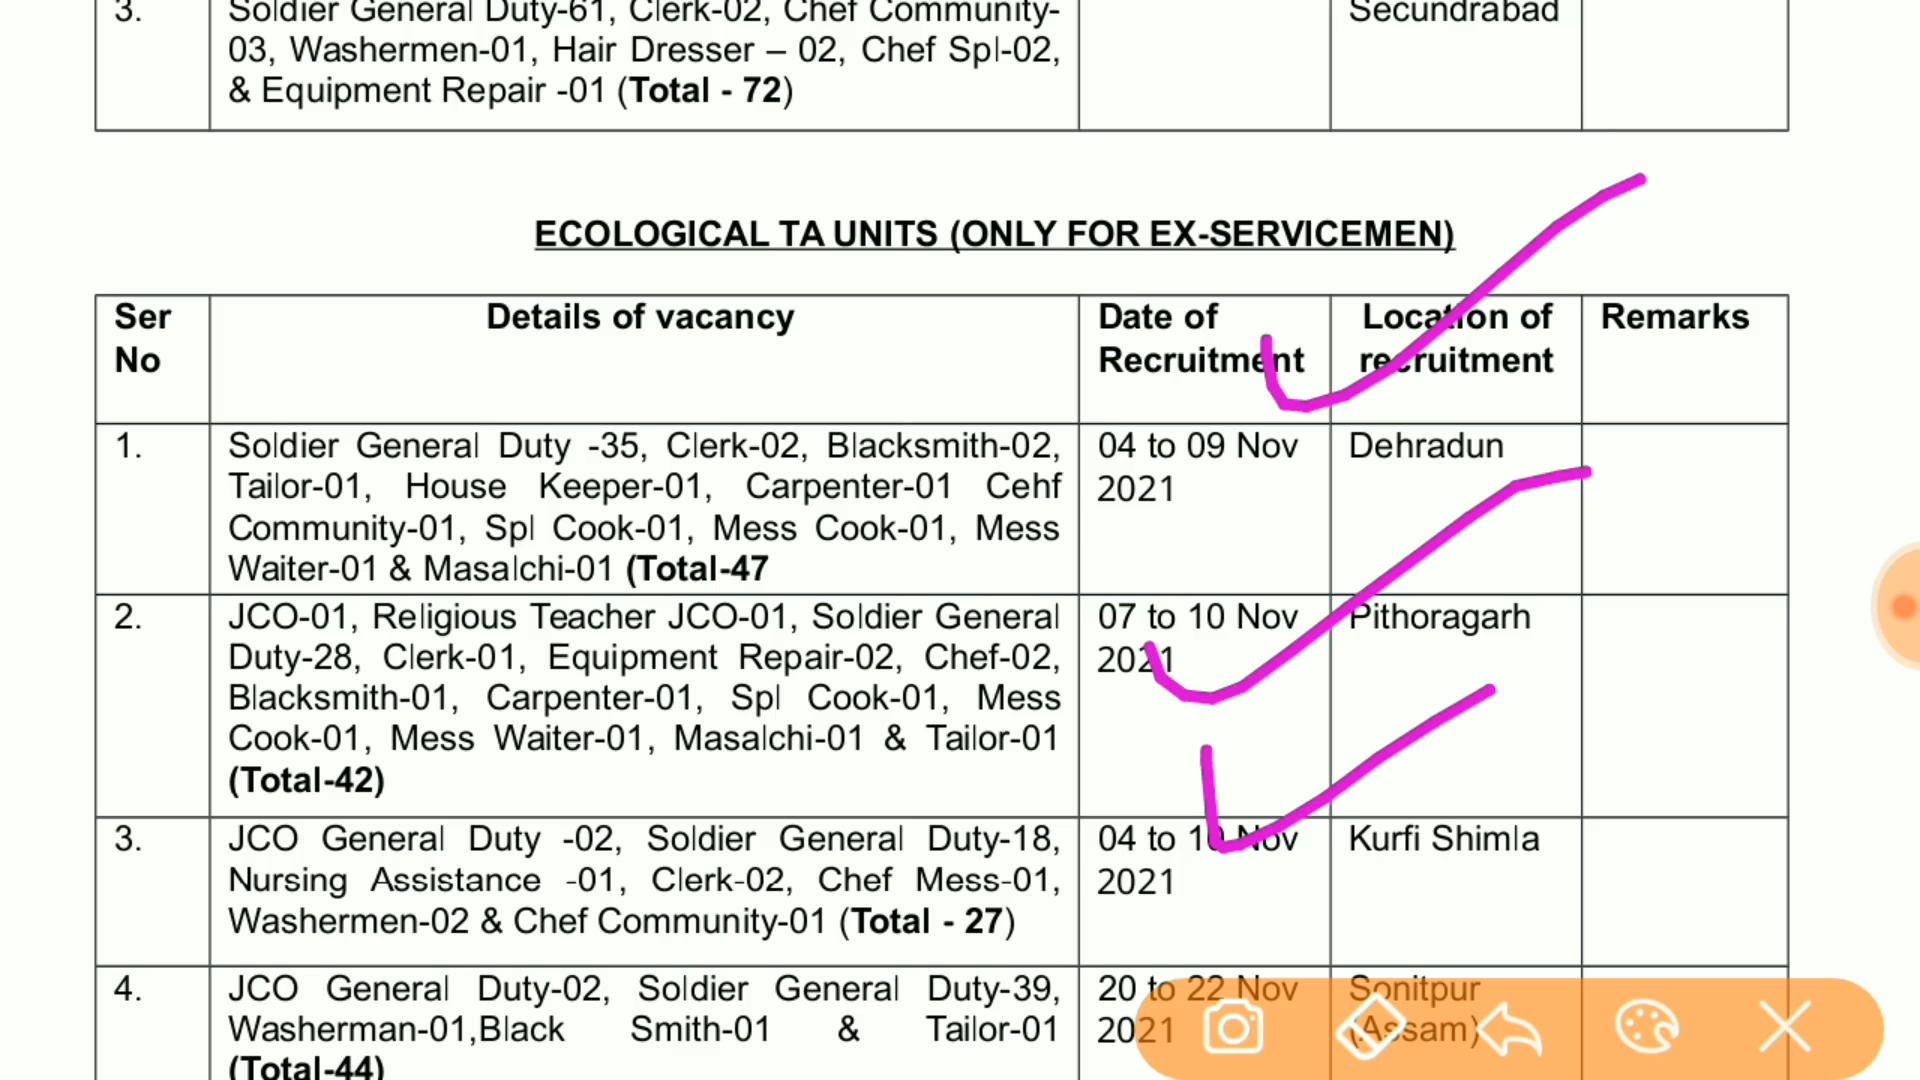 3.
Soldier General Duty-61, Clerk-02, Chef Community-
03, Washermen-01, Hair Dresser – 02, Chef Spl-02,
& Equipment Repair -01 (Total - 72)
Secundrabad
ECOLOGICAL TA UNITS (ONLY FOR EX-SERVICEMEN)
Ser
No
Details of vacancy
Date of
Recruitment
Location of
recruitment
Remarks
1.
Soldier General Duty -35, Clerk-02, Blacksmith-02,
Tailor-01, House Keeper-01, Carpenter-01 Cehf
Community-01, Spl Cook-01, Mess Cook-01, Mess
Waiter-01 & Masalchi-01 (Total-47
04 to 09 Nov
2021
Dehradun
2.
JCO-01, Religious Teacher JCO-01, Soldier General
Duty-28, Clerk-01, Equipment Repair-02, Chef-02,
Blacksmith-01, Carpenter-01, Spl Cook-01, Mess
Cook-01, Mess Waiter-01, Masalchi-01 & Tailor-01
(Total-42)
07 to 10 Nov
2021
Pithoragarh
3.
JCO General Duty -02, Soldier General Duty-18,
Nursing Assistance -01, Clerk-02, Chef Mess-01,
Washermen-02 & Chef Community-01 (Total - 27)
04 to 10 Nov
2021
Kurfi Shimla
4.
JCO General Duty-02, Soldier General Duty-39,
Washerman-01,Black Smith-01 & Tailor-01
(Total-44)
20 to 22 Nov
2021
Sonitpur
(Assam)